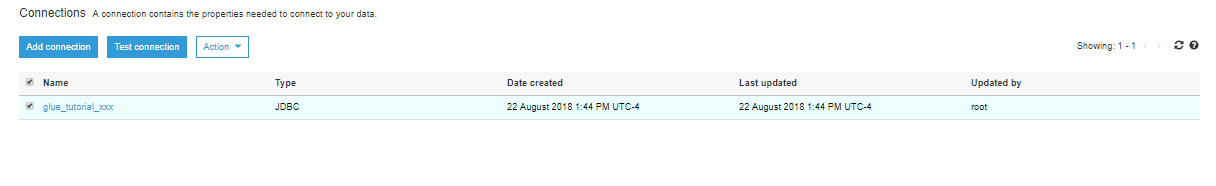 Connections A connection contains the properties needed to connect to your data.
Add connection Test connection Action Showing: 1 - 1
Name Type Date created Last updated Updated by
glue_tutorial_xxx JDBC 22 August 2018 1:44 PM UTC-4 22 August 2018 1:44 PM UTC-4 root